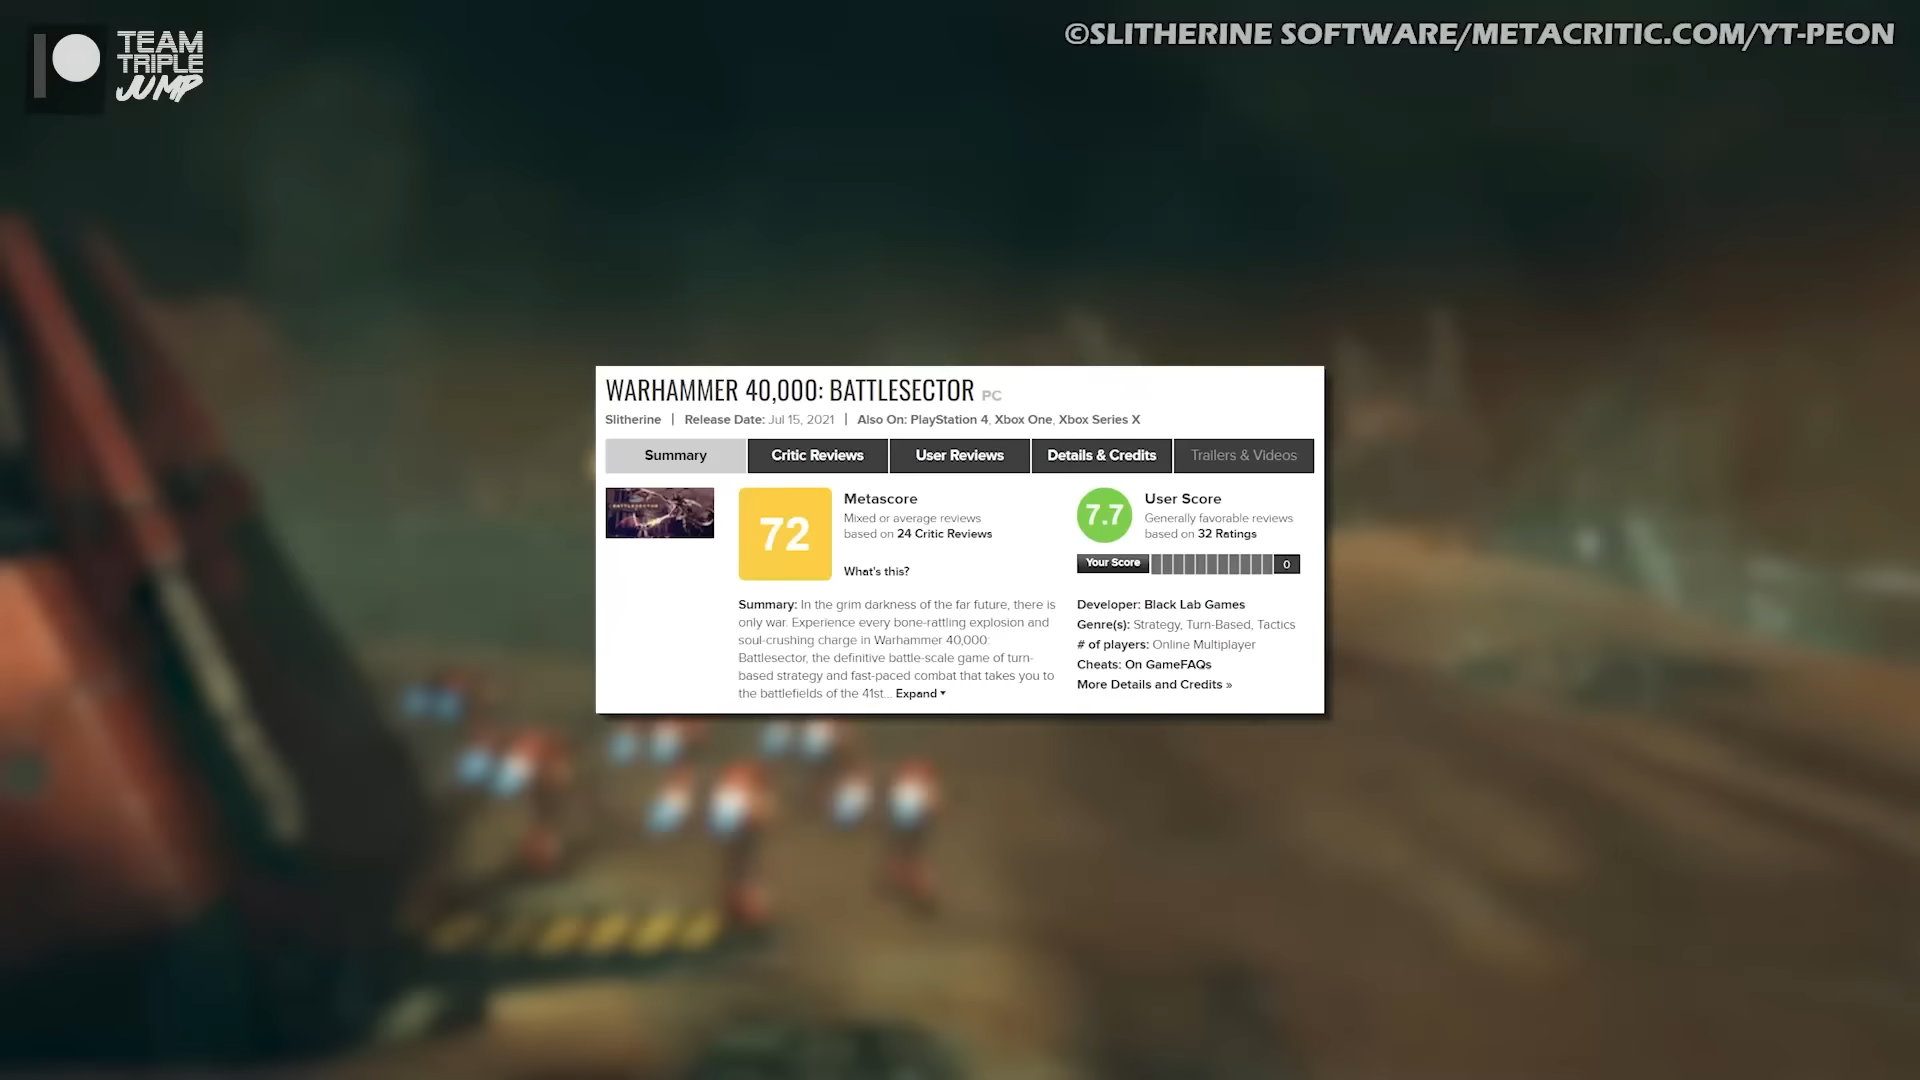 TEAM
TRIPLE
JUMP
©SLITHERINE SOFTWARE/METACRITIC.COM/YT-PEON
WARHAMMER 40,000: BATTLESECTOR PC
Slitherine | Release Date: Jul 15, 2021 | Also On: PlayStation 4, Xbox One, Xbox Series X
Summary Critic Reviews User Reviews Details & Credits Trailers & Videos
BATTLESECTOR
72
Metascore
Mixed or average reviews
based on 24 Critic Reviews
What's this?
Summary: In the grim darkness of the far future, there is
only war. Experience every bone-rattling explosion and
soul-crushing charge in Warhammer 40,000:
Battlesector, the definitive battle-scale game of turn-
based strategy and fast-paced combat that takes you to
the battlefields of the 41st... Expand ▾
7.7
User Score
Generally favorable reviews
based on 32 Ratings
Your Score 0
Developer: Black Lab Games
Genre(s): Strategy, Turn-Based, Tactics
# of players: Online Multiplayer
Cheats: On GameFAQs
More Details and Credits »